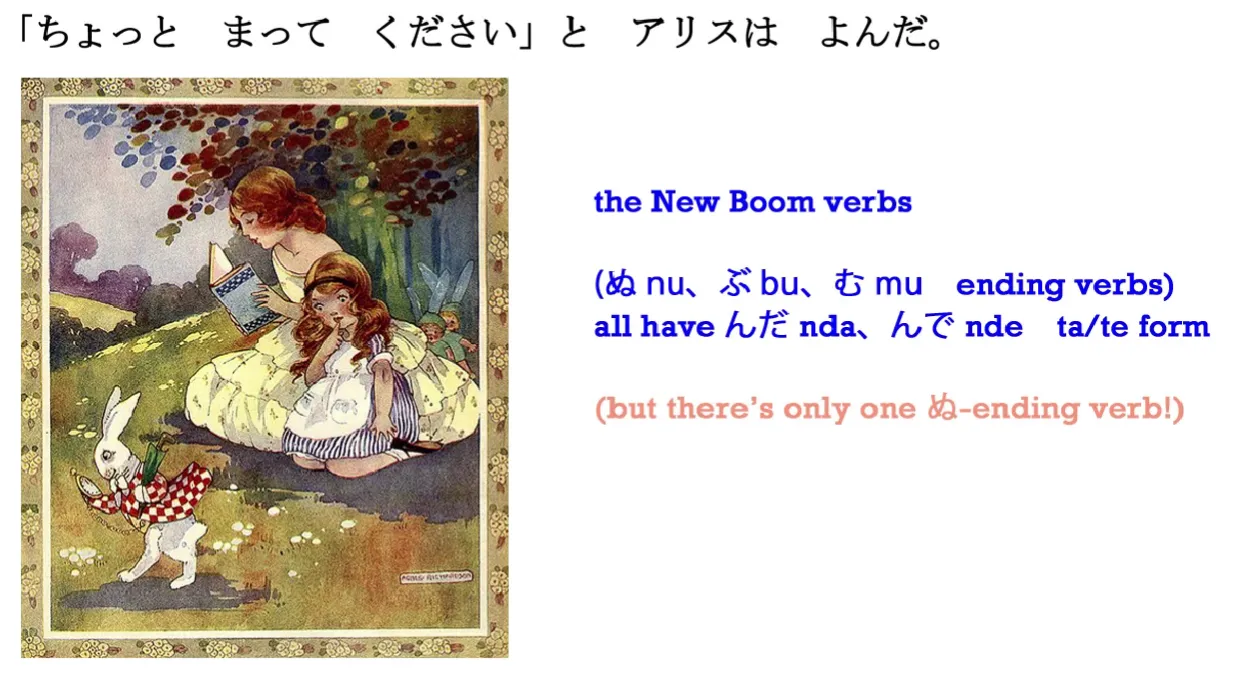 「ちょっと　まって　ください」と　アリスは　よんだ。
the New Boom verbs
(ぬ nu、ぶ bu、む mu　ending verbs)
all have んだ nda、んで nde　ta/te form
(but there's only one ぬ-ending verb!)
AGNES RICHARDSON